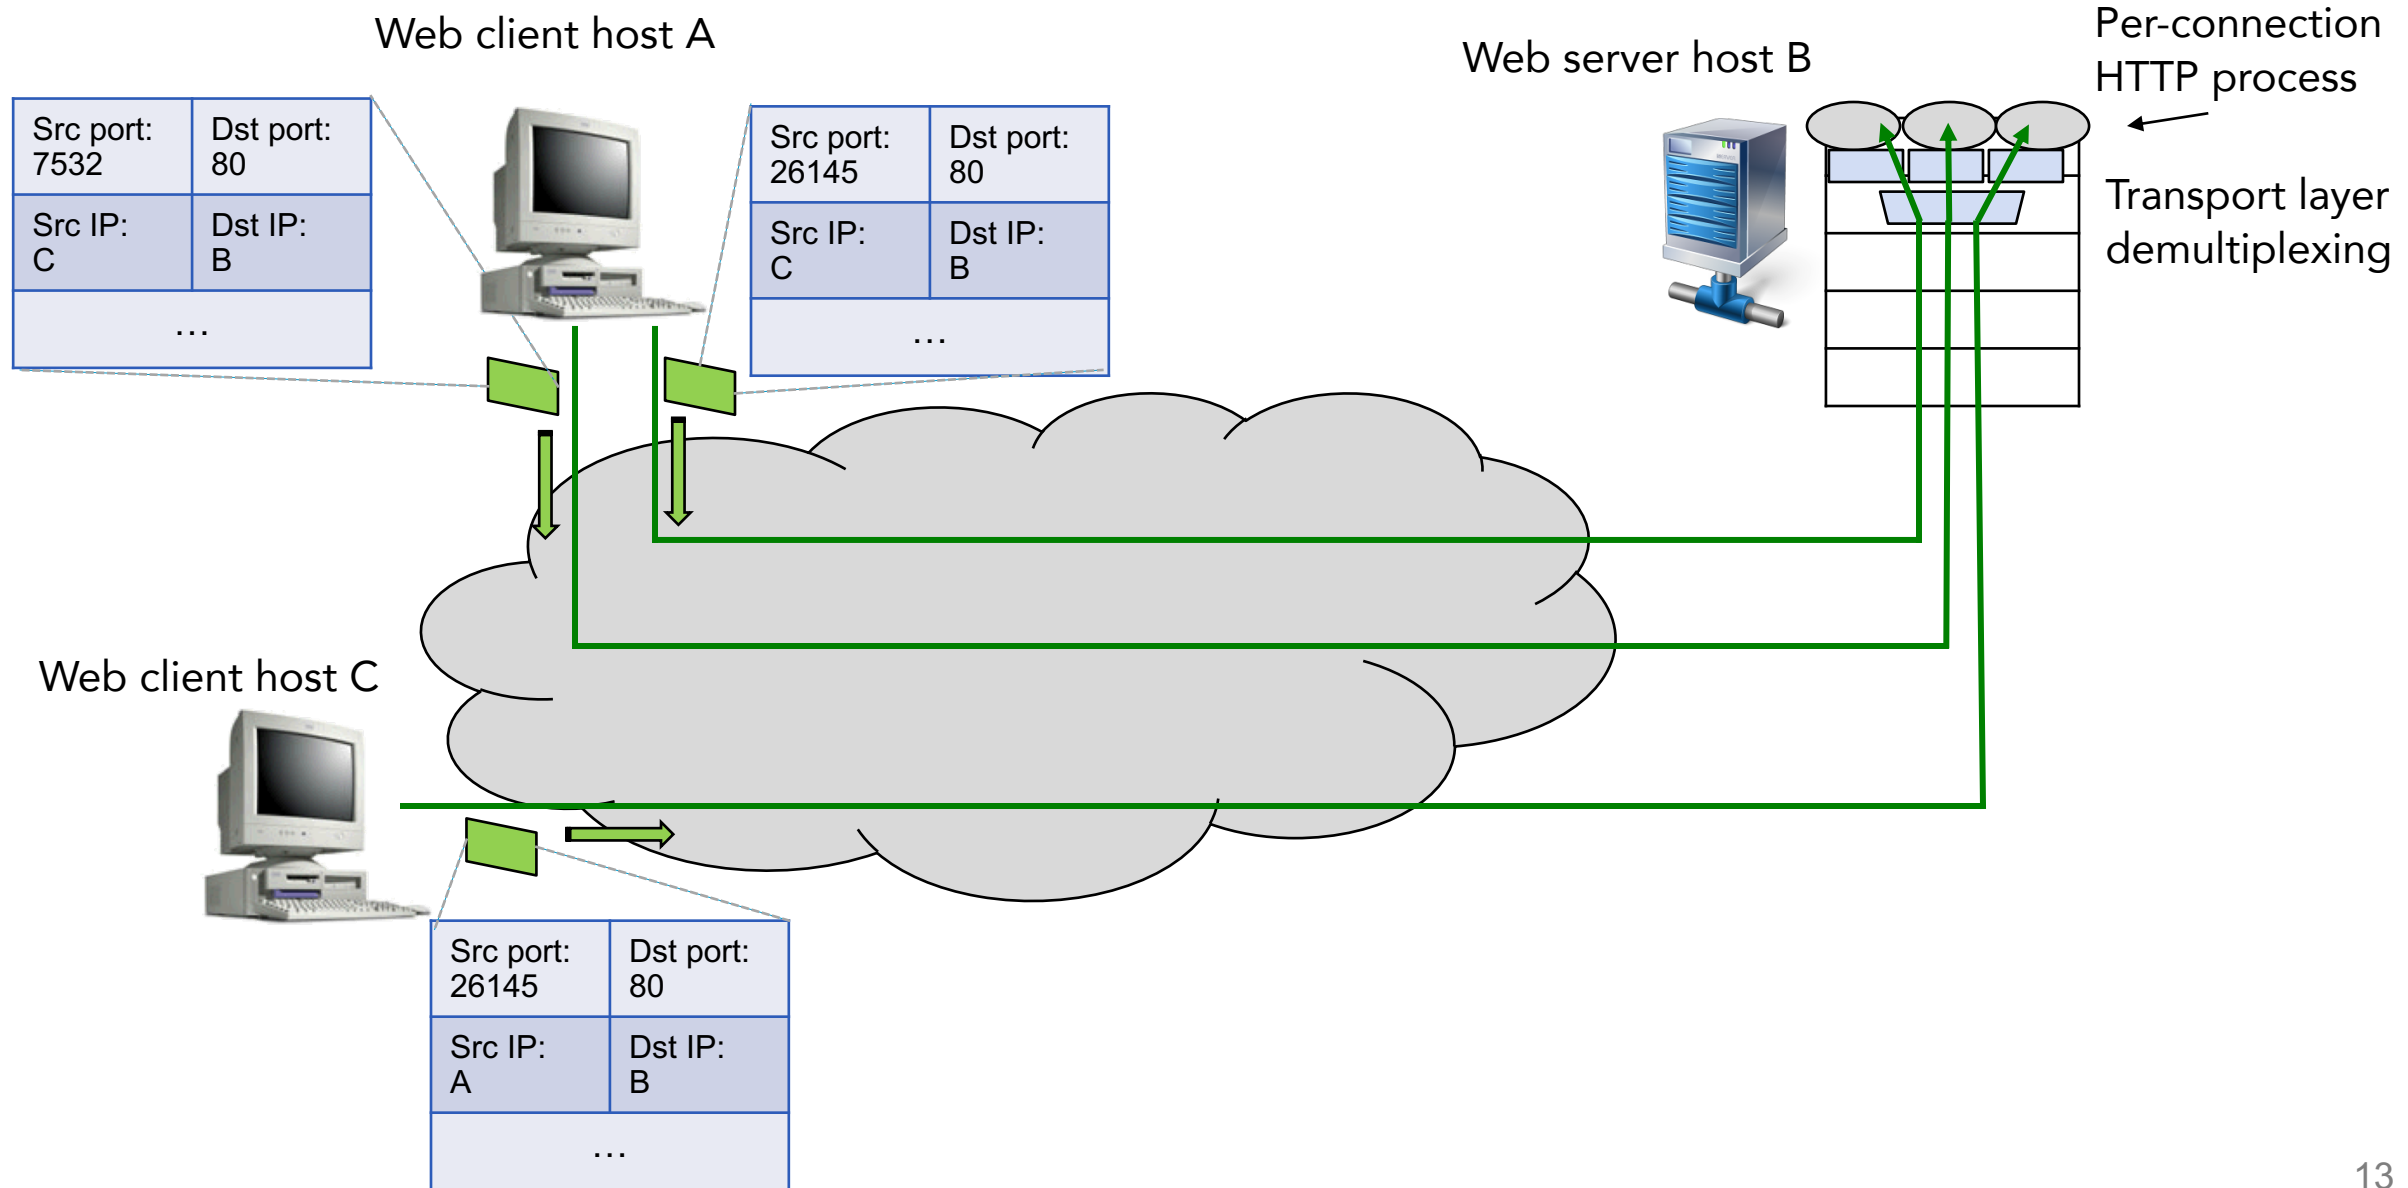 Web client host A
Web server host B
Per-connection
HTTP process
Src port:
7532
Dst port:
80
Src IP:
C
Dst IP:
B
...
Src port:
26145
Dst port:
80
Src IP:
C
Dst IP:
B
...
Transport layer
demultiplexing
Web client host C
Src port:
26145
Dst port:
80
Src IP:
A
Dst IP:
B
...
13